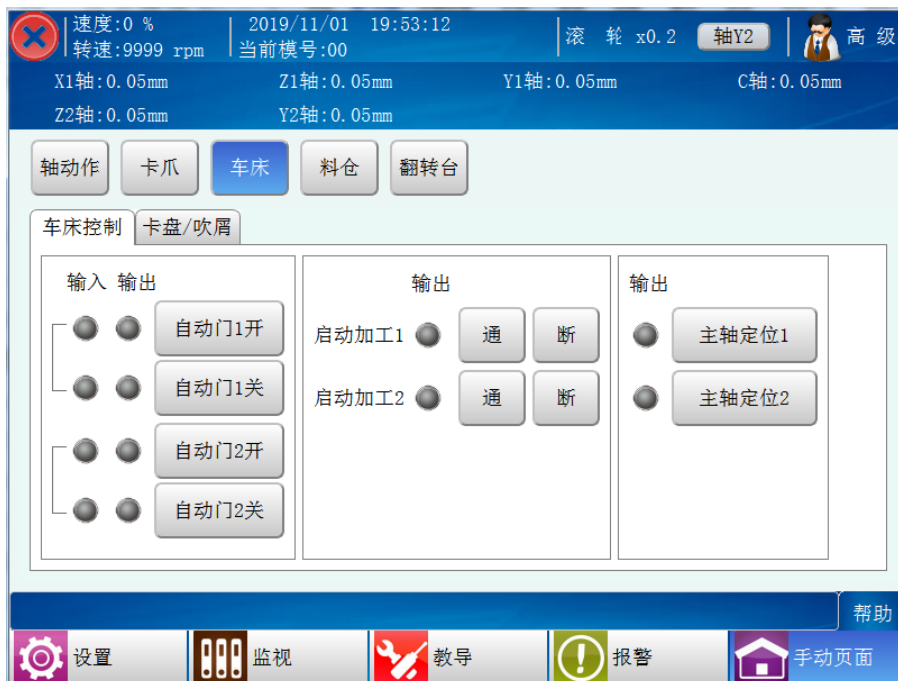 速度:0 % 2019/11/01 19:53:12 滚 轮 x0.2 轴Y2 高 级
转速:9999 rpm 当前模号:00
X1轴:0.05mm Z1轴:0.05mm Y1轴:0.05mm C轴:0.05mm
Z2轴:0.05mm Y2轴:0.05mm
轴动作 卡爪 车床 料仓 翻转台
车床控制 卡盘/吹屑
输入 输出 输出 输出
自动门1开 启动加工1 通 断 主轴定位1
自动门1关 启动加工2 通 断 主轴定位2
自动门2开
自动门2关
帮助
设置 监视 教导 报警 手动页面